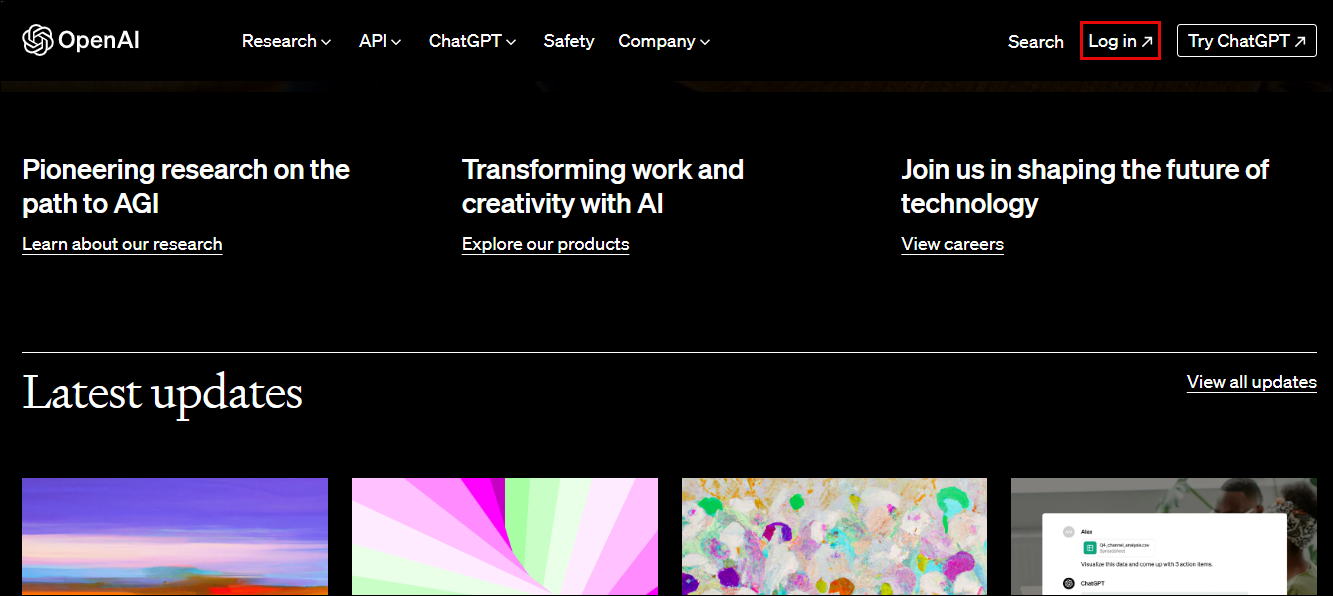 OpenAI
Research
API
ChatGPT
Safety
Company
Search
Log in ↗
Try ChatGPT ↗
Pioneering research on the
path to AGI
Learn about our research
Transforming work and
creativity with AI
Explore our products
Join us in shaping the future of
technology
View careers
Latest updates
View all updates
Alex
Q4_channel_analysis.csv
Spreadsheet
Visualize this data and come up with 3 action items.
ChatGPT